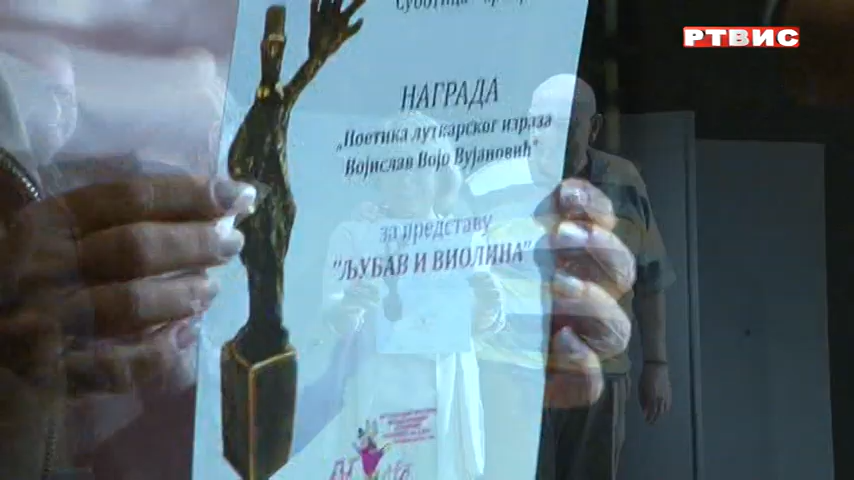 РТВИС
Суботица
НАГРАДА
„Поетика луткарског израза
Војислав Војо Вујановић"
за представу
"ЉУБАВ И ВИОЛИНА"